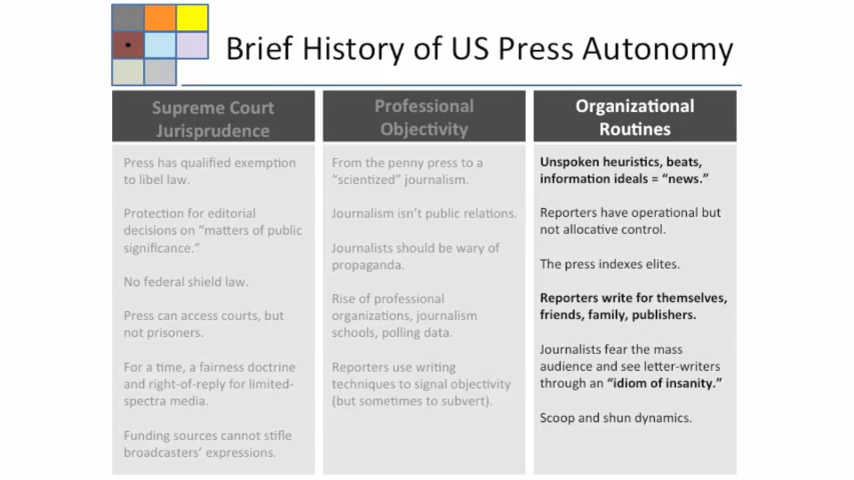 Brief History of US Press Autonomy
Supreme Court
Jurisprudence
Press has qualified exemption
to libel law.
Protection for editorial
decisions on “matters of public
significance.”
No federal shield law.
Press can access courts, but
not prisoners.
For a time, a fairness doctrine
and right-of-reply for limited-
spectra media.
Funding sources cannot stifle
broadcasters’ expressions.
Professional
Objectivity
From the penny press to a
“scientized” journalism.
Journalism isn’t public relations.
Journalists should be wary of
propaganda.
Rise of professional
organizations, journalism
schools, polling data.
Reporters use writing
techniques to signal objectivity
(but sometimes to subvert).
Organizational
Routines
Unspoken heuristics, beats,
information ideals = “news.”
Reporters have operational but
not allocative control.
The press indexes elites.
Reporters write for themselves,
friends, family, publishers.
Journalists fear the mass
audience and see letter-writers
through an “idiom of insanity.”
Scoop and shun dynamics.